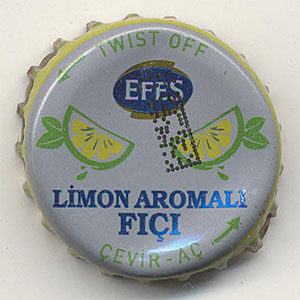 TWIST OFF
EFES
LİMON AROMALI
FIÇI
ÇEVİR - AÇ